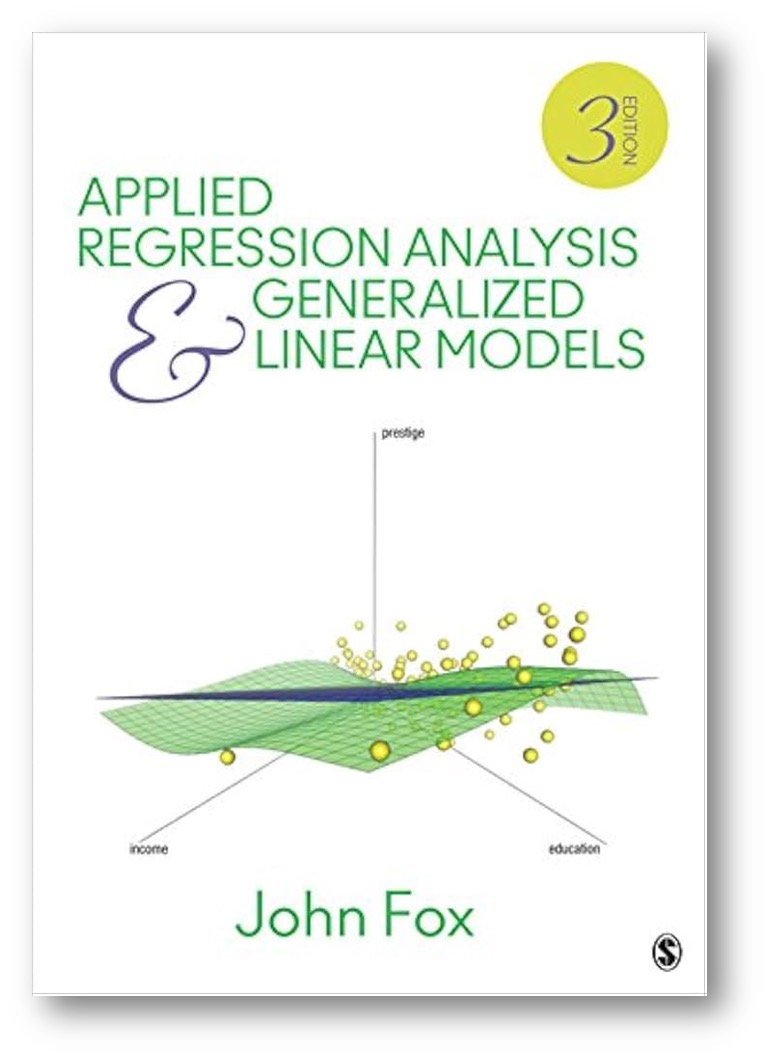 3 EDITION
APPLIED
REGRESSION ANALYSIS
& GENERALIZED
LINEAR MODELS
prestige
income
education
John Fox
S